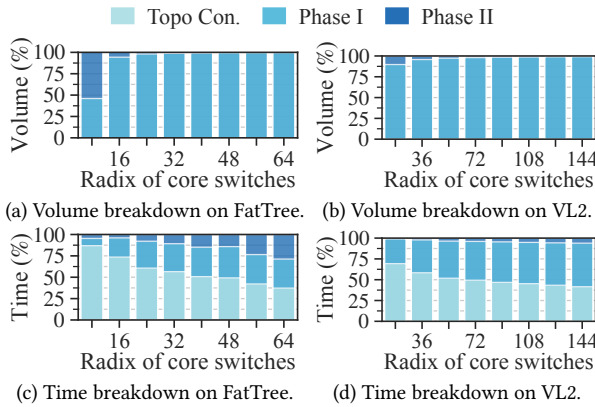 Topo Con. Phase I Phase II
Volume (%)
100
75
50
25
0
16 32 48 64
Radix of core switches
(a) Volume breakdown on FatTree.
Volume (%)
100
75
50
25
0
36 72 108 144
Radix of core switches
(b) Volume breakdown on VL2.
Time (%)
100
75
50
25
0
16 32 48 64
Radix of core switches
(c) Time breakdown on FatTree.
Time (%)
100
75
50
25
0
36 72 108 144
Radix of core switches
(d) Time breakdown on VL2.